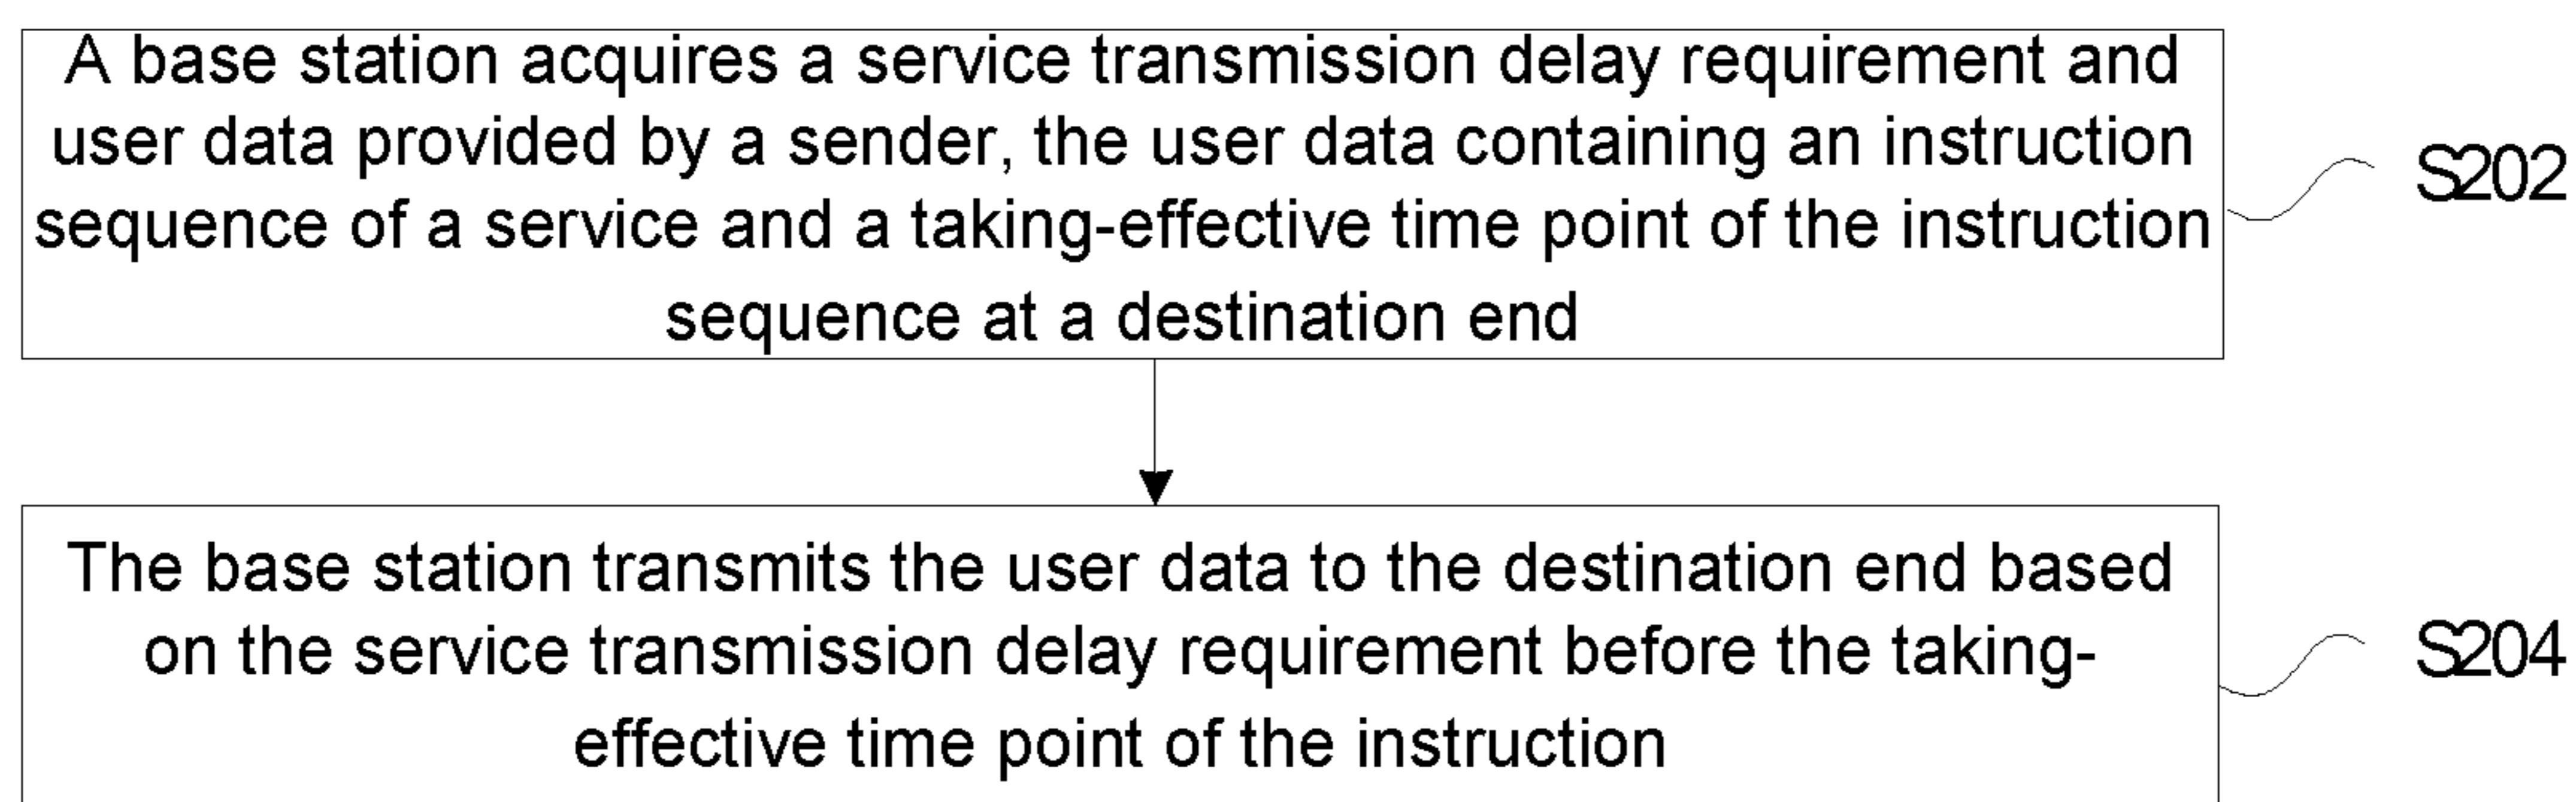 A base station acquires a service transmission delay requirement and
user data provided by a sender, the user data containing an instruction
sequence of a service and a taking-effective time point of the instruction
sequence at a destination end
S202
The base station transmits the user data to the destination end based
on the service transmission delay requirement before the taking-
effective time point of the instruction
S204